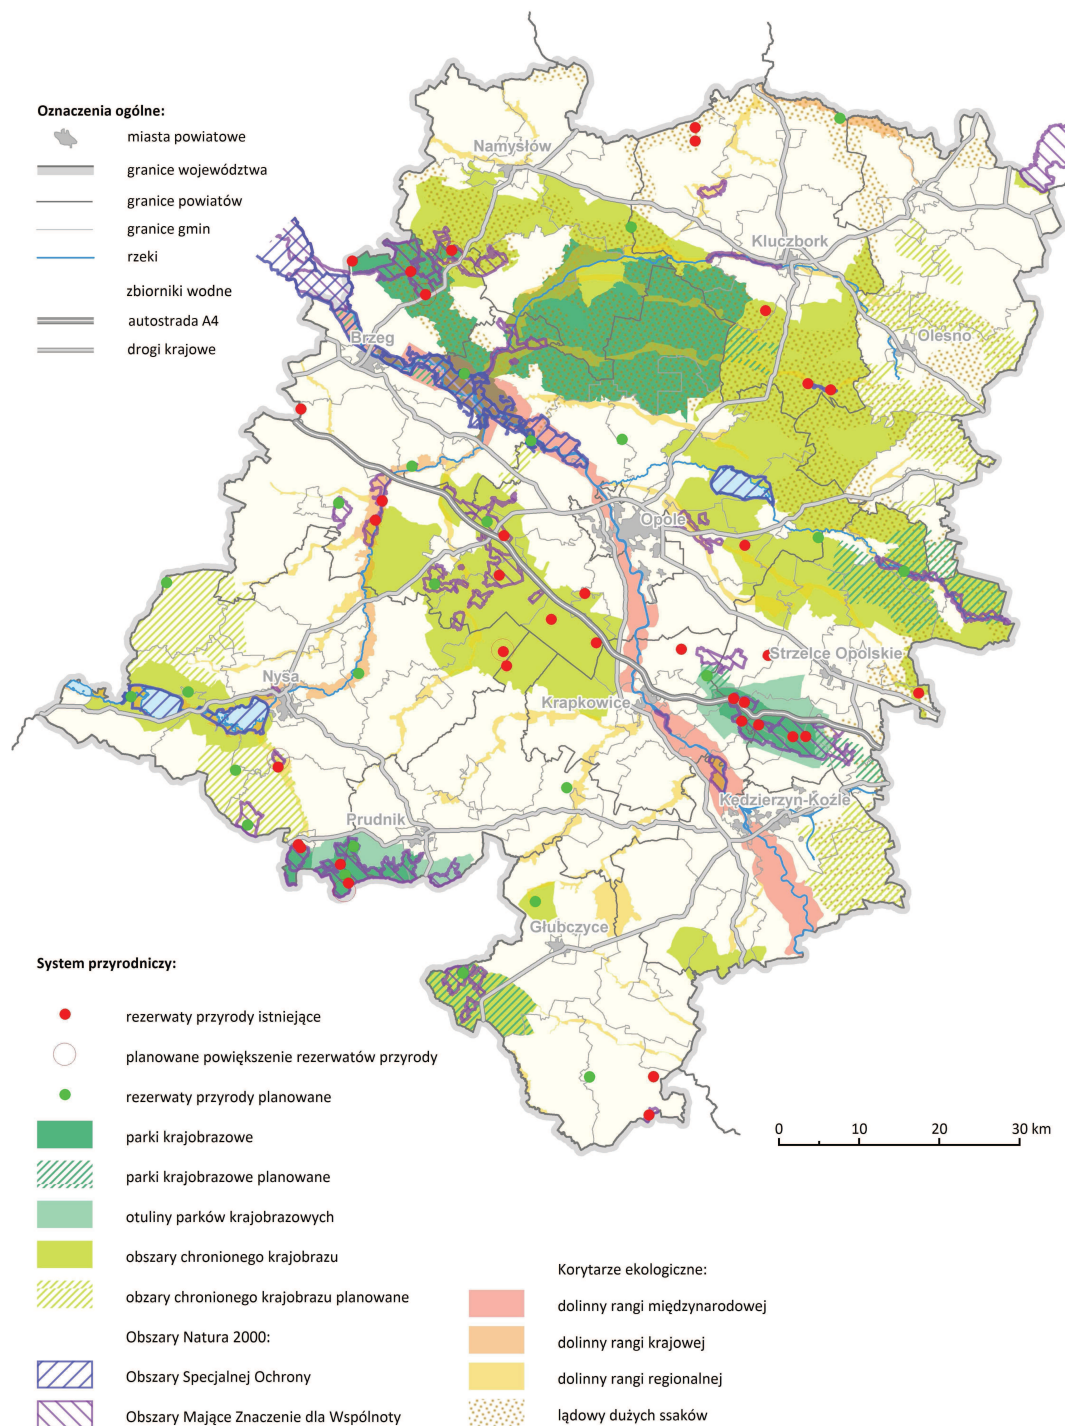 Oznaczenia ogólne:
miasta powiatowe
granice województwa
granice powiatów
granice gmin
rzeki
zbiorniki wodne
autostrada A4
drogi krajowe
Namysłów
Kluczbork
Brzeg
Olesno
Opole
Strzelce Opolskie
Nysa
Krapkowice
Kędzierzyn-Koźle
Prudnik
Głubczyce
System przyrodniczy:
rezerwaty przyrody istniejące
planowane powiększenie rezerwatów przyrody
rezerwaty przyrody planowane
parki krajobrazowe
parki krajobrazowe planowane
otuliny parków krajobrazowych
obszary chronionego krajobrazu
obzary chronionego krajobrazu planowane
Obszary Natura 2000:
Obszary Specjalnej Ochrony
Obszary Mające Znaczenie dla Wspólnoty
0 10 20 30 km
Korytarze ekologiczne:
dolinny rangi międzynarodowej
dolinny rangi krajowej
dolinny rangi regionalnej
lądowy dużych ssaków